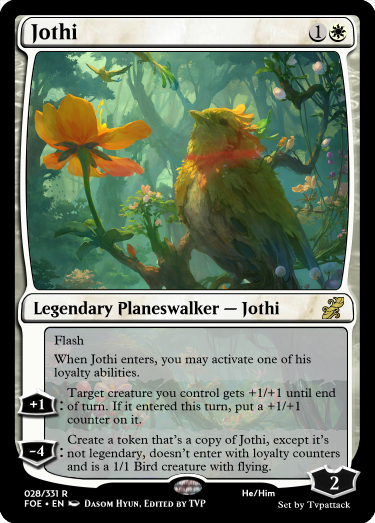 Jothi 1
Legendary Planeswalker — Jothi
Flash
When Jothi enters, you may activate one of his
loyalty abilities.
+1: Target creature you control gets +1/+1 until end
of turn. If it entered this turn, put a +1/+1
counter on it.
-4: Create a token that's a copy of Jothi, except it's
not legendary, doesn't enter with loyalty counters
and is a 1/1 Bird creature with flying.
2
028/331 R He/Him
FOE • EN Dasom Hyun, Edited by TVP Set by Tvpattack